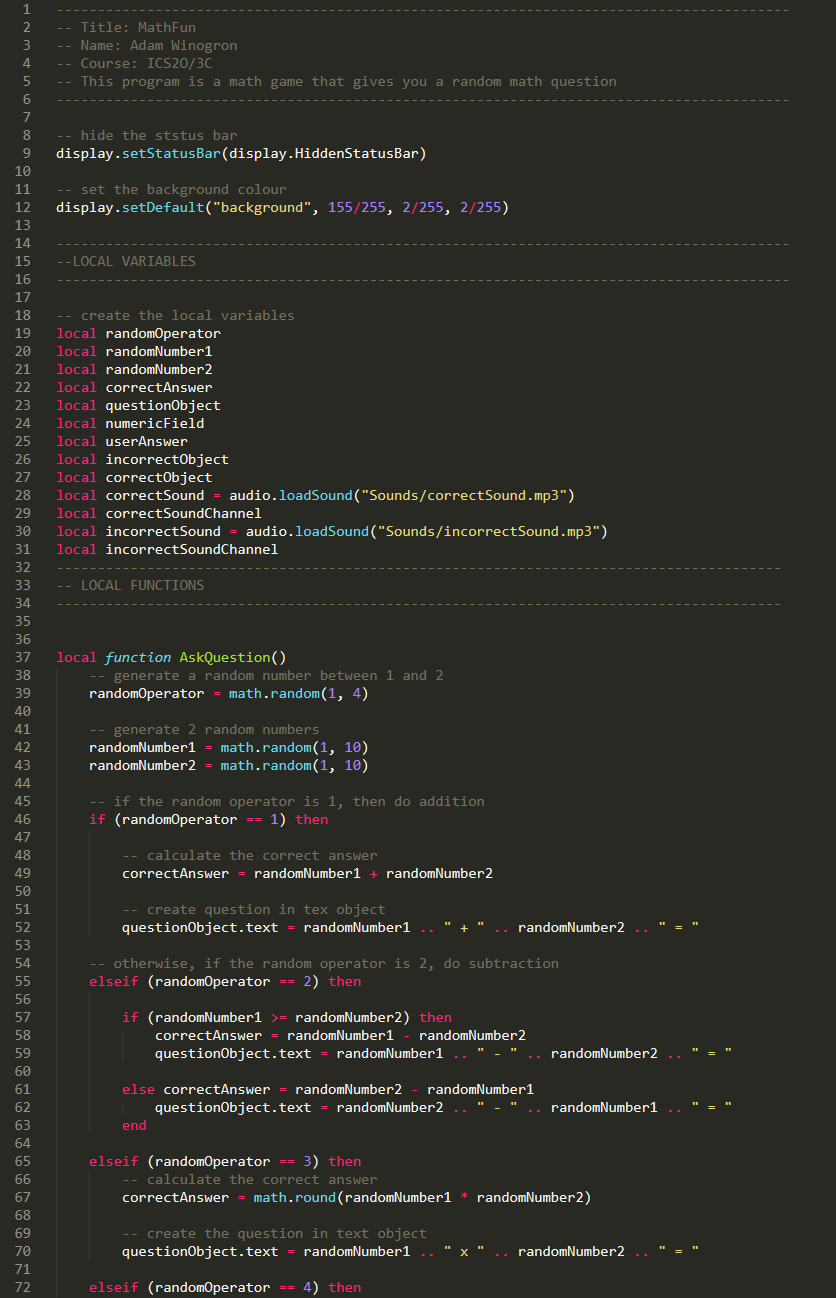 1 -----------------------------------------------------------------------------------------
2 -- Title: MathFun
3 -- Name: Adam Winogron
4 -- Course: ICS2O/3C
5 -- This program is a math game that gives you a random math question
6 -----------------------------------------------------------------------------------------
7
8 -- hide the ststus bar
9 display.setStatusBar(display.HiddenStatusBar)
10
11 -- set the background colour
12 display.setDefault("background", 155/255, 2/255, 2/255)
13
14 -----------------------------------------------------------------------------------------
15 --LOCAL VARIABLES
16 -----------------------------------------------------------------------------------------
17
18 -- create the local variables
19 local randomOperator
20 local randomNumber1
21 local randomNumber2
22 local correctAnswer
23 local questionObject
24 local numericField
25 local userAnswer
26 local incorrectObject
27 local correctObject
28 local correctSound = audio.loadSound("Sounds/correctSound.mp3")
29 local correctSoundChannel
30 local incorrectSound = audio.loadSound("Sounds/incorrectSound.mp3")
31 local incorrectSoundChannel
32 ----------------------------------------------------------------------------------------
33 -- LOCAL FUNCTIONS
34 ----------------------------------------------------------------------------------------
35
36
37 local function AskQuestion()
38     -- generate a random number between 1 and 2
39     randomOperator = math.random(1, 4)
40
41     -- generate 2 random numbers
42     randomNumber1 = math.random(1, 10)
43     randomNumber2 = math.random(1, 10)
44
45     -- if the random operator is 1, then do addition
46     if (randomOperator == 1) then
47
48         -- calculate the correct answer
49         correctAnswer = randomNumber1 + randomNumber2
50
51         -- create question in tex object
52         questionObject.text = randomNumber1 .. " + " .. randomNumber2 .. " = "
53
54     -- otherwise, if the random operator is 2, do subtraction
55     elseif (randomOperator == 2) then
56
57         if (randomNumber1 >= randomNumber2) then
58             correctAnswer = randomNumber1 - randomNumber2
59             questionObject.text = randomNumber1 .. " - " .. randomNumber2 .. " = "
60
61         else correctAnswer = randomNumber2 - randomNumber1
62             questionObject.text = randomNumber2 .. " - " .. randomNumber1 .. " = "
63         end
64
65     elseif (randomOperator == 3) then
66         -- calculate the correct answer
67         correctAnswer = math.round(randomNumber1 * randomNumber2)
68
69         -- create the question in text object
70         questionObject.text = randomNumber1 .. " x " .. randomNumber2 .. " = "
71
72     elseif (randomOperator == 4) then